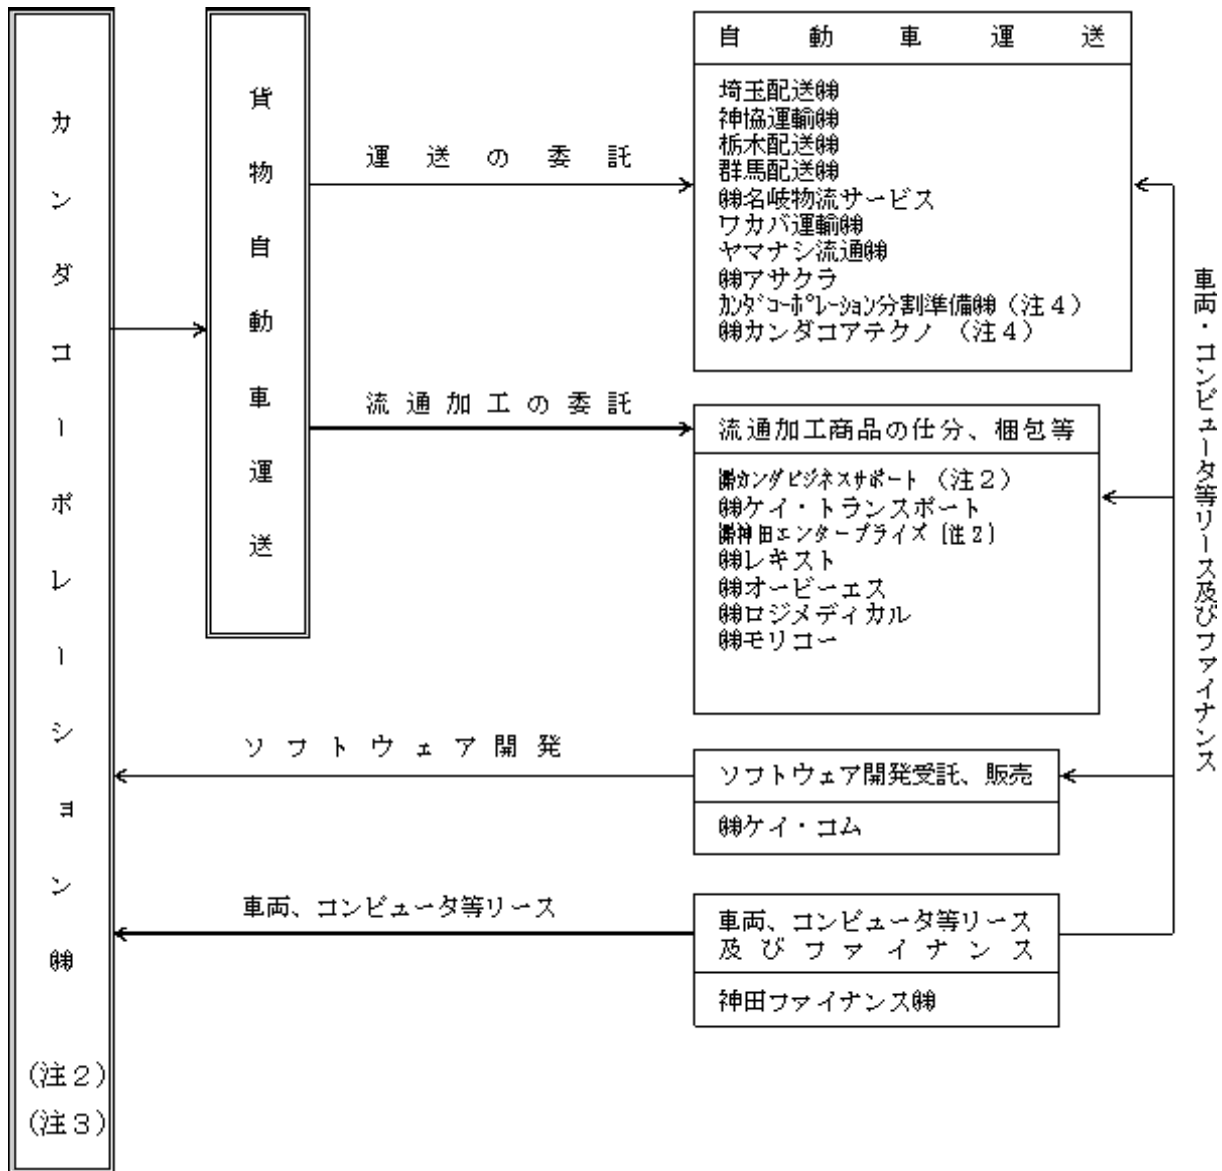 カンダコーポレーション㈱
(注２)
(注３)
貨物自動車運送
運送の委託
自動車運送
埼玉配送㈱
神協運輸㈱
栃木配送㈱
群馬配送㈱
㈱名岐物流サービス
ワカバ運輸㈱
ヤマナシ流通㈱
㈱アサクラ
ｶﾝﾀﾞｺｰﾎﾟﾚｰｼｮﾝ分割準備㈱（注４）
㈱カンダコアテクノ（注４）
流通加工の委託
流通加工商品の仕分、梱包等
㈱カンダビジネスサポート（注２）
㈱ケイ・トランスポート
㈱神田エンタープライズ（注２）
㈱レキスト
㈱オービーエス
㈱ロジメディカル
㈱モリコー
ソフトウェア開発
ソフトウェア開発受託、販売
㈱ケイ・コム
車両、コンピュータ等リース
車両、コンピュータ等リース
及びファイナンス
神田ファイナンス㈱
車両・コンピュータ等リース及びファイナンス